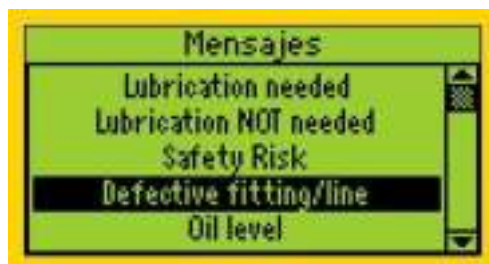 Mensajes
Lubrication needed
Lubrication NOT needed
Safety Risk
Defective fitting/line
Oil level